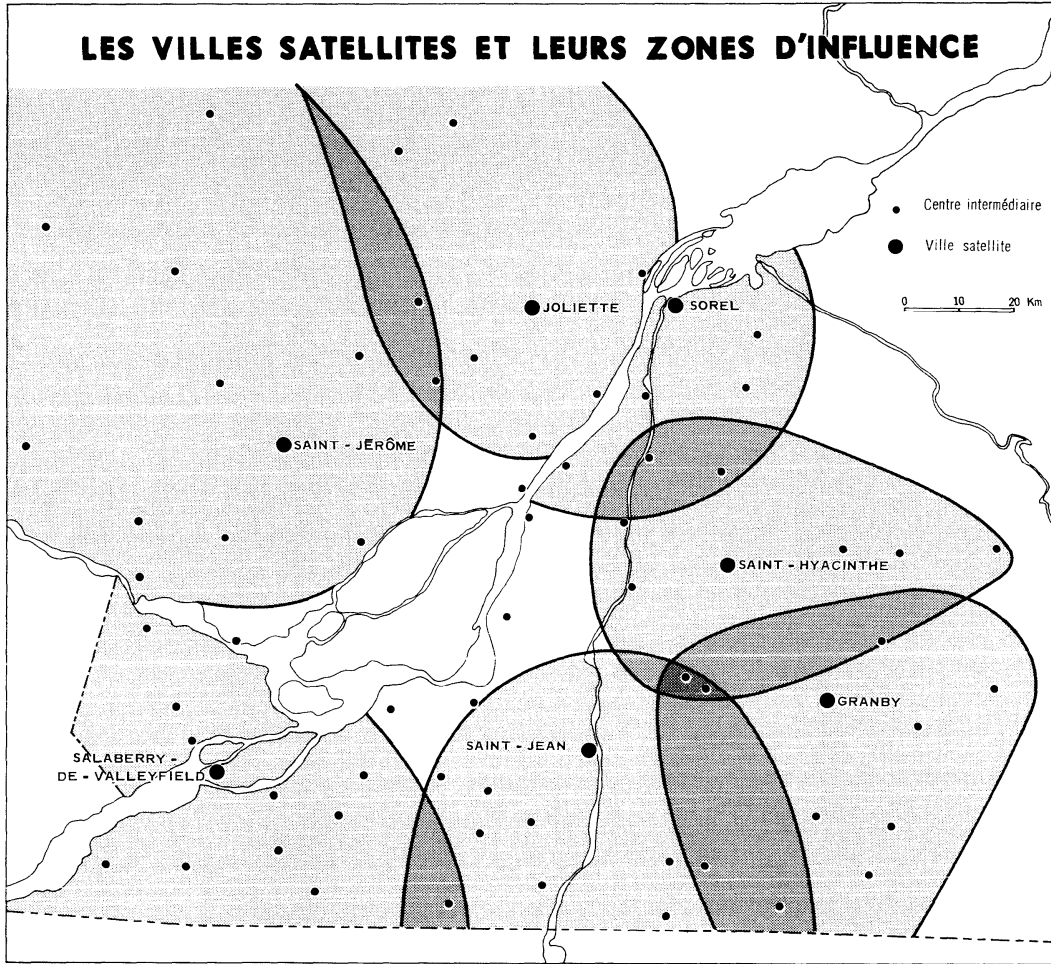 LES VILLES SATELLITES ET LEURS ZONES D'INFLUENCE
Centre intermédiaire
Ville satellite
0 10 20 Km
JOLIETTE
SOREL
SAINT - JÉRÔME
SAINT - HYACINTHE
GRANBY
SAINT - JEAN
SALABERRY -
DE - VALLEYFIELD